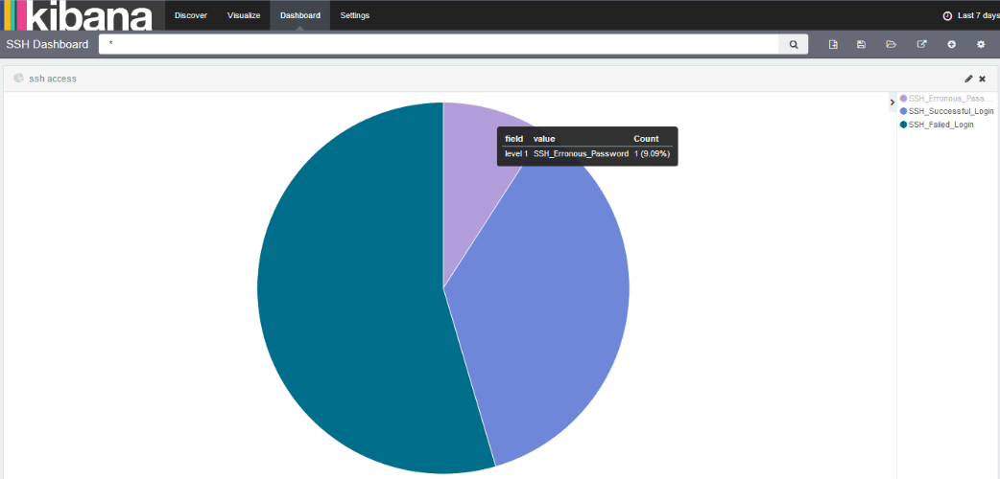 kibana
Discover Visualize Dashboard Settings Last 7 days
SSH Dashboard *
ssh access
SSH_Erronous_Pass...
SSH_Successful_Login
SSH_Failed_Login
field value Count
level 1 SSH_Erronous_Password 1 (9.09%)